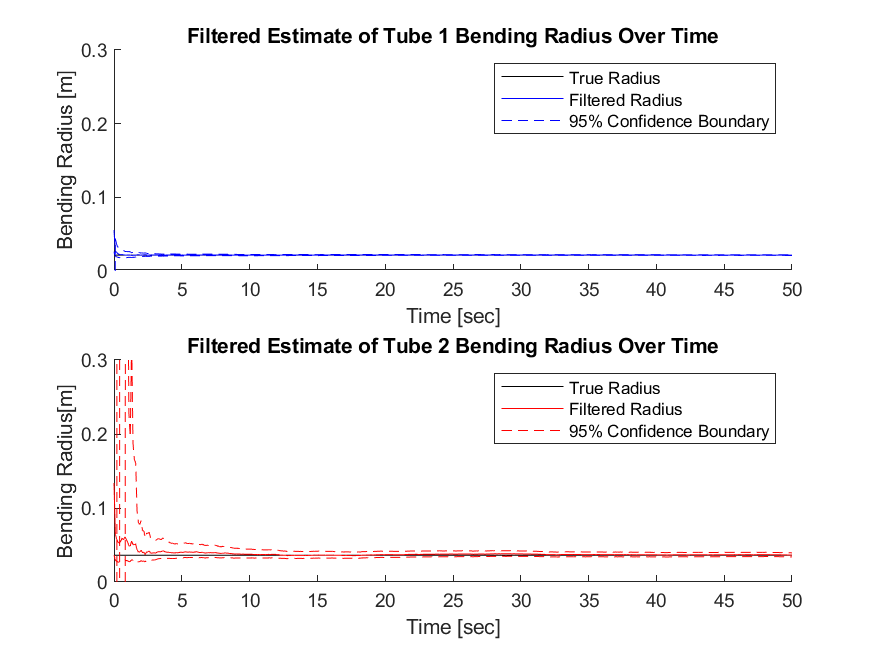 Filtered Estimate of Tube 1 Bending Radius Over Time
0.3
0.2
0.1
0
Bending Radius [m]
True Radius
Filtered Radius
95% Confidence Boundary
0 5 10 15 20 25 30 35 40 45 50
Time [sec]
Filtered Estimate of Tube 2 Bending Radius Over Time
0.3
0.2
0.1
0
Bending Radius[m]
True Radius
Filtered Radius
95% Confidence Boundary
0 5 10 15 20 25 30 35 40 45 50
Time [sec]